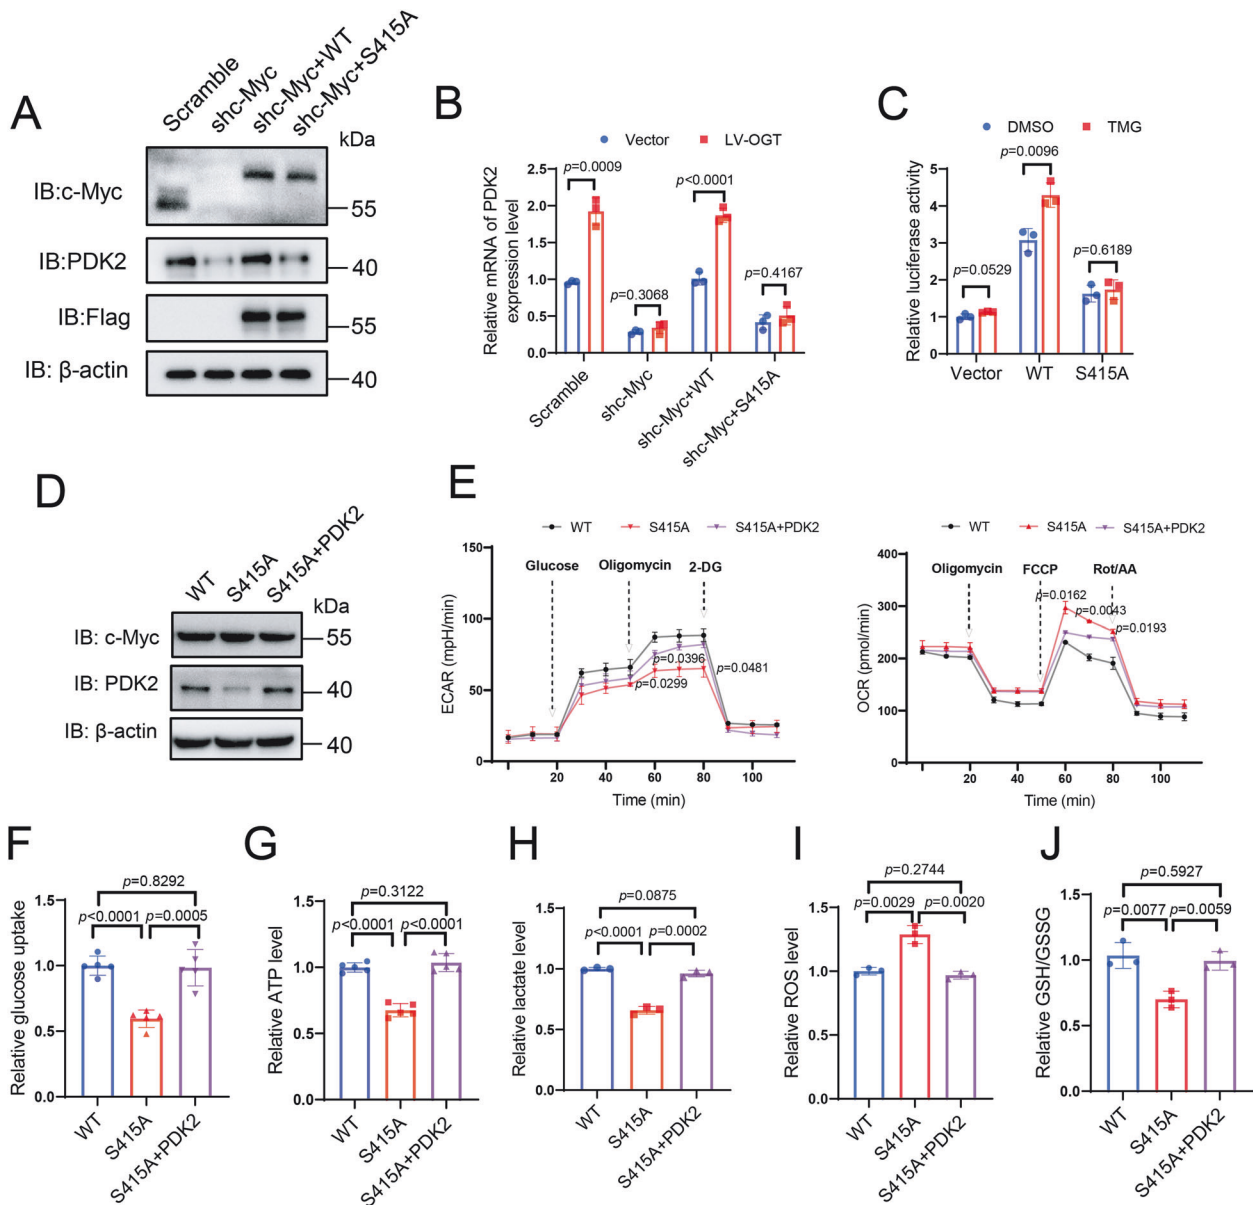 A
Scramble
shc-Myc
shc-Myc+WT
shc-Myc+S415A
kDa
IB:c-Myc
55
IB:PDK2
40
IB:Flag
55
IB: β-actin
40
B
Vector
LV-OGT
Relative mRNA of PDK2
expression level
2.5
2.0
1.5
1.0
0.5
0.0
p=0.0009
p=0.3068
p<0.0001
p=0.4167
Scramble
shc-Myc
shc-Myc+WT
shc-Myc+S415A
C
DMSO
TMG
Relative luciferase activity
5
4
3
2
1
0
p=0.0529
p=0.0096
p=0.6189
Vector
WT
S415A
D
WT
S415A
S415A+PDK2
kDa
IB: c-Myc
55
IB: PDK2
40
IB: β-actin
40
E
WT
S415A
S415A+PDK2
ECAR (mpH/min)
150
100
50
0
Glucose
Oligomycin
2-DG
p=0.0299
p=0.0396
p=0.0481
20
40
60
80
100
Time (min)
WT
S415A
S415A+PDK2
OCR (pmol/min)
400
300
200
100
0
Oligomycin
FCCP
Rot/AA
p=0.0162
p=0.0043
p=0.0193
20
40
60
80
100
Time (min)
F
Relative glucose uptake
1.5
1.0
0.5
0.0
p=0.8292
p<0.0001
p=0.0005
WT
S415A
S415A+PDK2
G
Relative ATP level
1.5
1.0
0.5
0.0
p=0.3122
p<0.0001
p<0.0001
WT
S415A
S415A+PDK2
H
Relative lactate level
1.5
1.0
0.5
0.0
p=0.0875
p<0.0001
p=0.0002
WT
S415A
S415A+PDK2
I
Relative ROS level
1.5
1.0
0.5
0.0
p=0.2744
p=0.0029
p=0.0020
WT
S415A
S415A+PDK2
J
Relative GSH/GSSG
1.5
1.0
0.5
0.0
p=0.5927
p=0.0077
p=0.0059
WT
S415A
S415A+PDK2